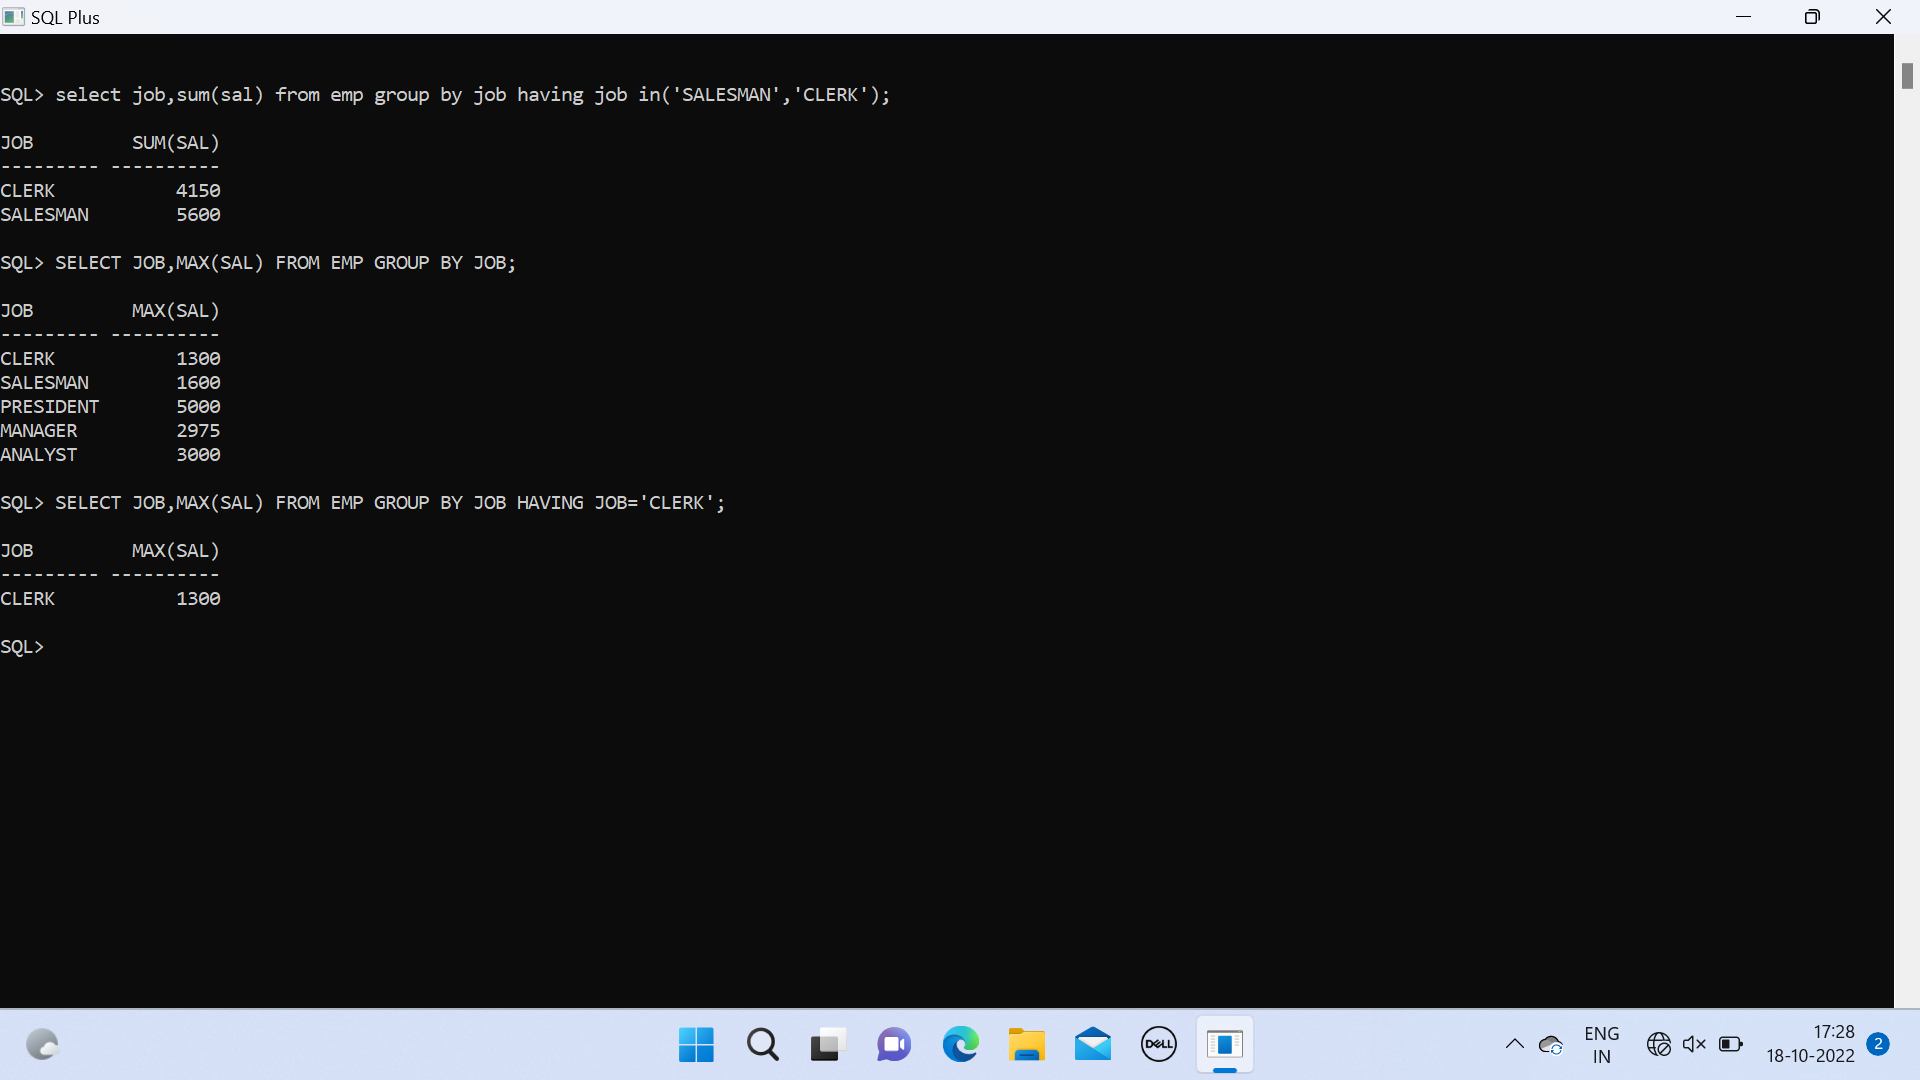 SQL Plus
SQL> select job,sum(sal) from emp group by job having job in('SALESMAN','CLERK');
JOB         SUM(SAL)
--------- ----------
CLERK           4150
SALESMAN        5600
SQL> SELECT JOB,MAX(SAL) FROM EMP GROUP BY JOB;
JOB         MAX(SAL)
--------- ----------
CLERK           1300
SALESMAN        1600
PRESIDENT       5000
MANAGER         2975
ANALYST         3000
SQL> SELECT JOB,MAX(SAL) FROM EMP GROUP BY JOB HAVING JOB='CLERK';
JOB         MAX(SAL)
--------- ----------
CLERK           1300
SQL>
DELL
ENG
IN
17:28
18-10-2022
2